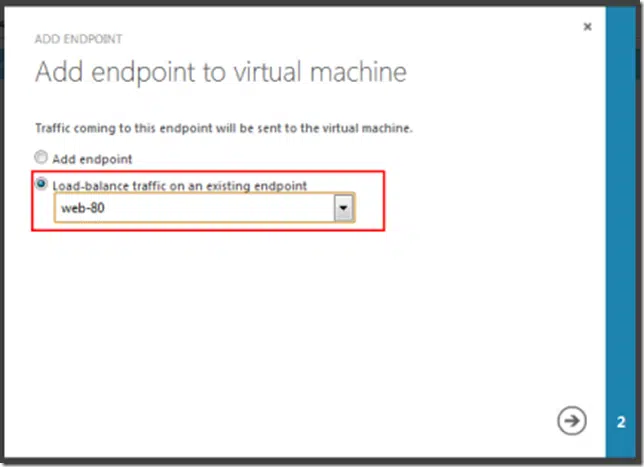 ADD ENDPOINT
Add endpoint to virtual machine
Traffic coming to this endpoint will be sent to the virtual machine.
Add endpoint
Load-balance traffic on an existing endpoint
web-80
2